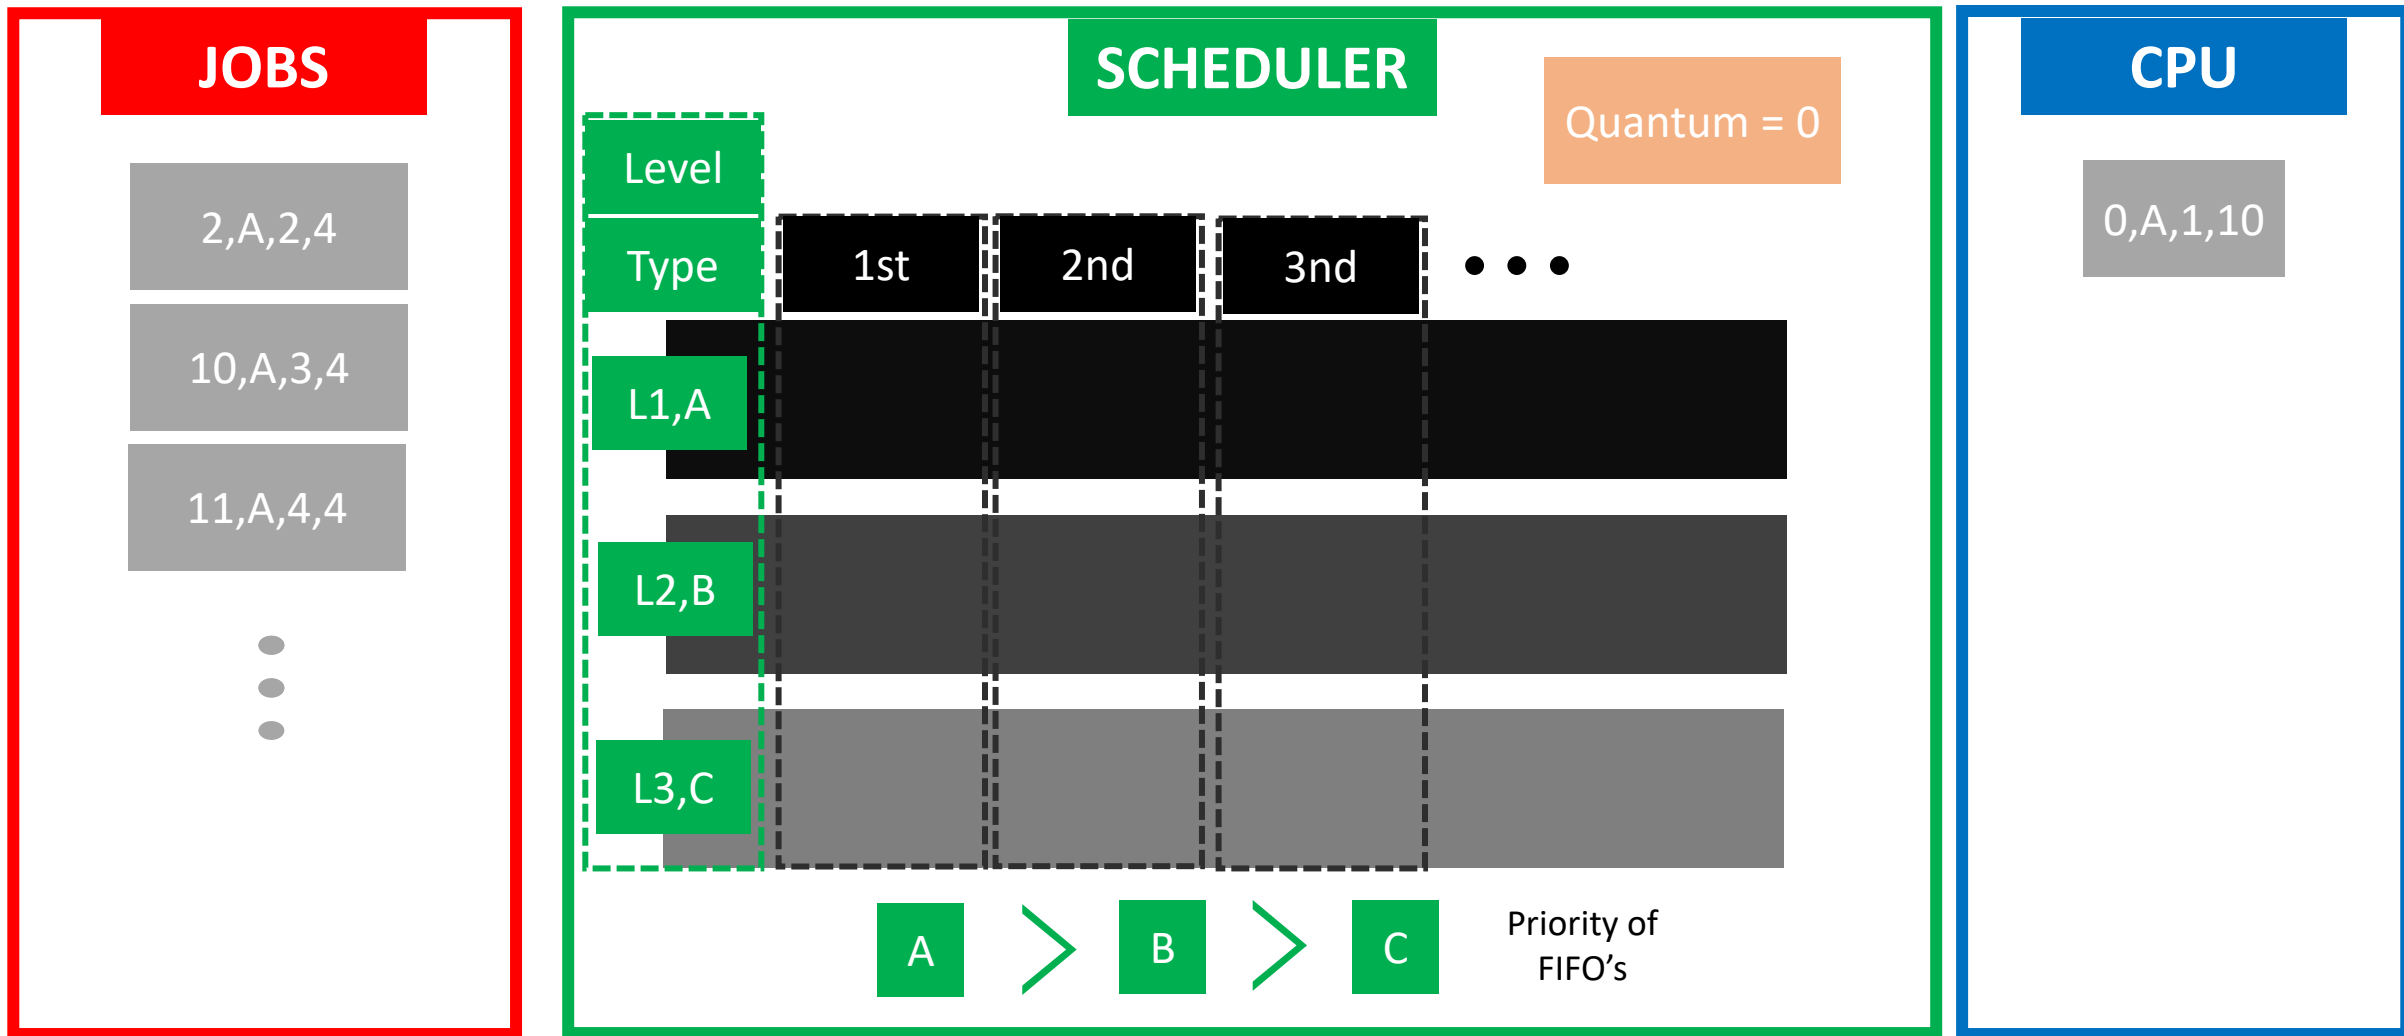 JOBS
2,A,2,4
10,A,3,4
11,A,4,4
SCHEDULER
Quantum = 0
Level
Type
1st
2nd
3nd
L1,A
L2,B
L3,C
A
B
C
Priority of
FIFO’s
CPU
0,A,1,10